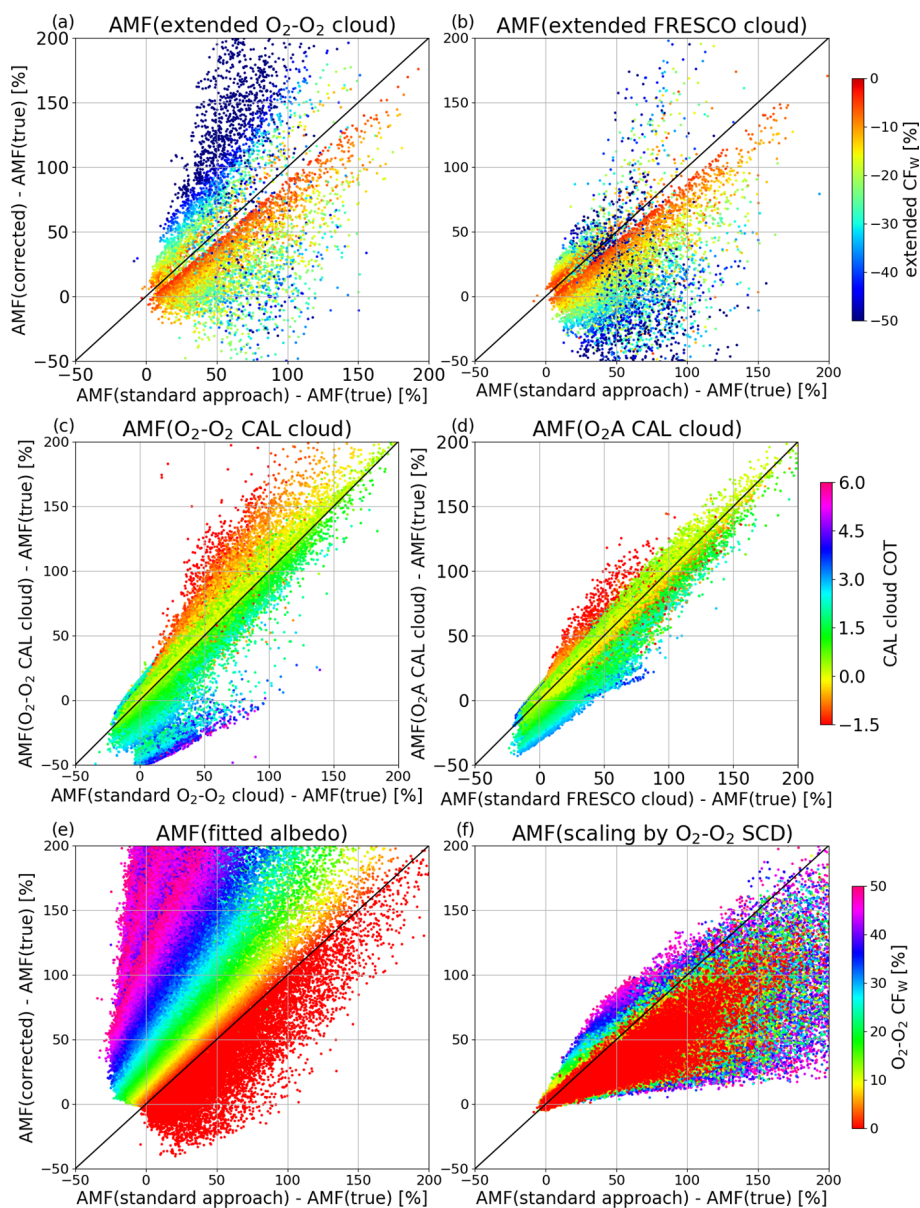 (a) AMF(extended O₂-O₂ cloud)
AMF(corrected) - AMF(true) [%]
200
150
100
50
0
−50
−50 0 50 100 150 200
AMF(standard approach) - AMF(true) [%]
(b) AMF(extended FRESCO cloud)
200
150
100
50
0
−50
−50 0 50 100 150 200
AMF(standard approach) - AMF(true) [%]
0
−10
−20
−30
−40
−50
extended CF_W [%]
(c) AMF(O₂-O₂ CAL cloud)
AMF(O₂-O₂ CAL cloud) - AMF(true) [%]
200
150
100
50
0
−50
−50 0 50 100 150 200
AMF(standard O₂-O₂ cloud) - AMF(true) [%]
(d) AMF(O₂A CAL cloud)
AMF(O₂A CAL cloud) - AMF(true) [%]
200
150
100
50
0
−50
−50 0 50 100 150 200
AMF(standard FRESCO cloud) - AMF(true) [%]
6.0
4.5
3.0
1.5
0.0
−1.5
CAL cloud COT
(e) AMF(fitted albedo)
AMF(corrected) - AMF(true) [%]
200
150
100
50
0
−50
−50 0 50 100 150 200
AMF(standard approach) - AMF(true) [%]
(f) AMF(scaling by O₂-O₂ SCD)
200
150
100
50
0
−50
−50 0 50 100 150 200
AMF(standard approach) - AMF(true) [%]
50
40
30
20
10
0
O₂-O₂ CF_W [%]